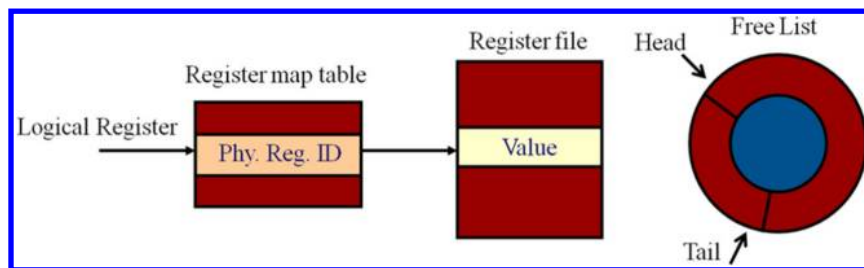 Register map table
Logical Register
Phy. Reg. ID
Register file
Value
Free List
Head
Tail